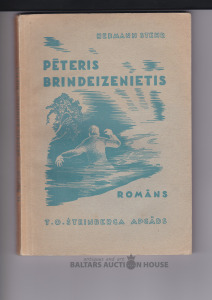 HERMANN STEHR
PĒTERIS
BRINDEIZENIETIS
ROMĀNS
T.O.ŠTEINBERGA APGĀDS
BALTARS AUCTION HOUSE